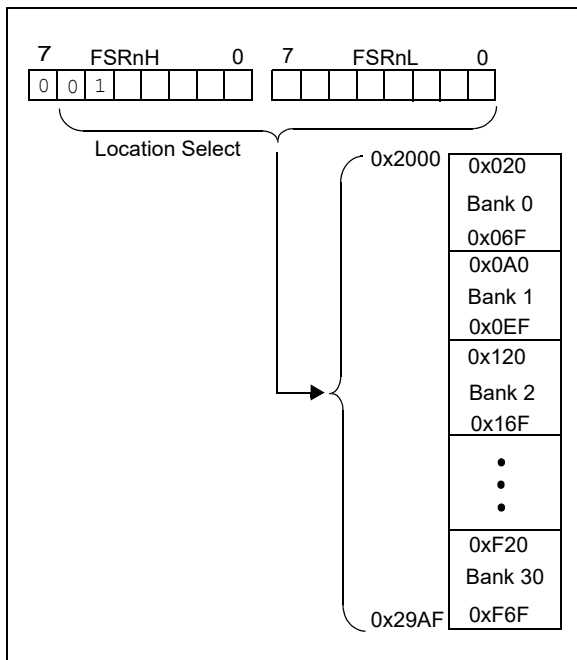 7 FSRnH 0 7 FSRnL 0
0 0 1
Location Select
0x2000
0x020
Bank 0
0x06F
0x0A0
Bank 1
0x0EF
0x120
Bank 2
0x16F
0xF20
Bank 30
0x29AF 0xF6F